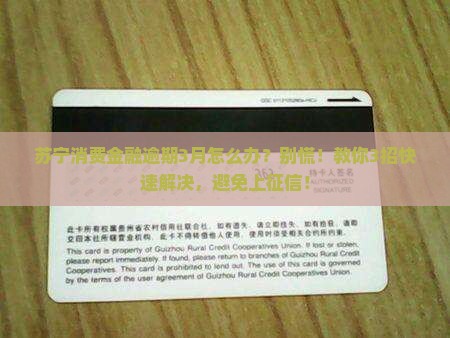 苏宁消费金融逾期3月怎么办？别慌！教你3招快
速解决，避免上征信！
持卡人签名
此卡所有权属贵州省农村信用社。如有遗失，请立即挂失、如有拾获，请即
交回本社所辖营业机构。此卡不得转借他人使用，使用时须受相关合约所约束。
This card is property of Guizhou Rural Credit Cooperatives Union. If lost or stolen,
please report immediately. If found, please return to branches of Guizhou Rural Credit
Cooperatives. This card is prohibited to lend out. The use of this card is governed
by the terms of the user agreement of Guizhou Rural Credit Cooperatives Union.